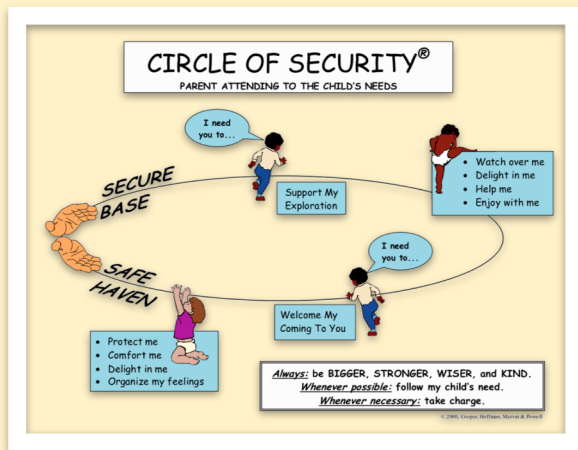 CIRCLE OF SECURITY®
PARENT ATTENDING TO THE CHILD'S NEEDS
I need
you to...
SECURE
BASE
Support My
Exploration
• Watch over me
• Delight in me
• Help me
• Enjoy with me
I need
you to...
SAFE
HAVEN
Welcome My
Coming To You
• Protect me
• Comfort me
• Delight in me
• Organize my feelings
Always: be BIGGER, STRONGER, WISER, and KIND.
Whenever possible: follow my child's need.
Whenever necessary: take charge.
© 2000, Cooper, Hoffman, Marvin & Powell